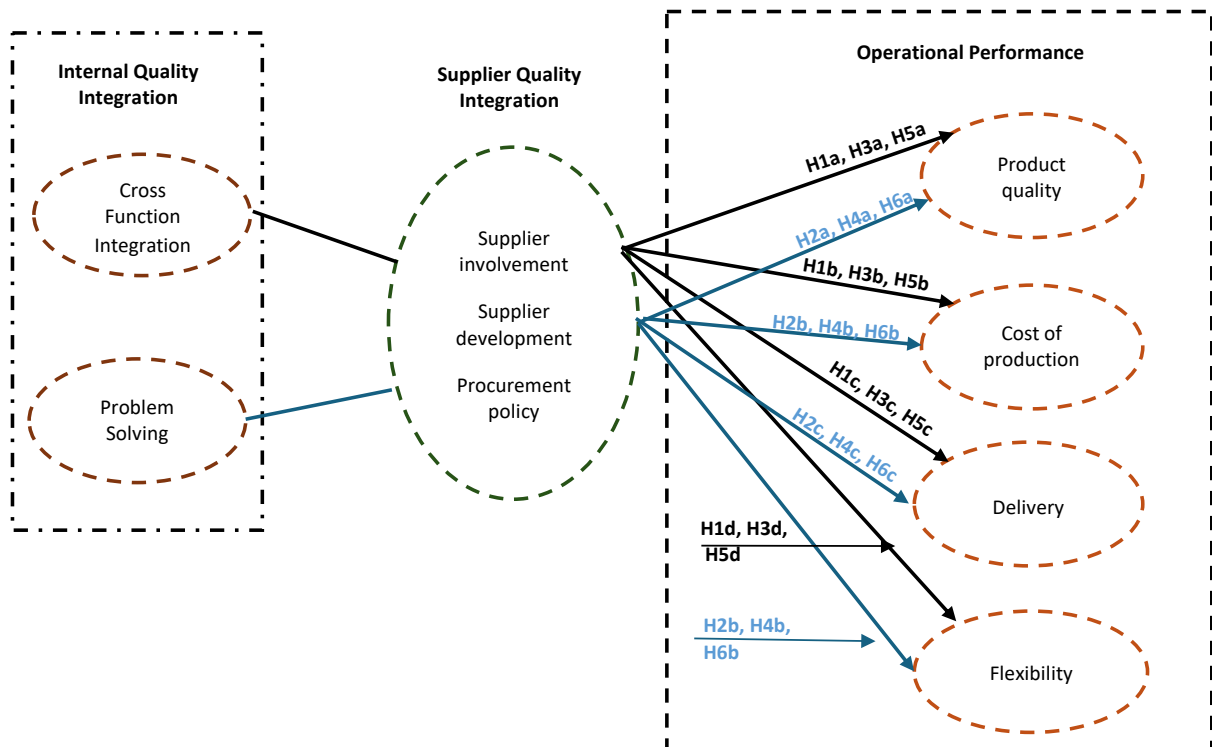 Internal Quality
Integration
Cross
Function
Integration
Problem
Solving
Supplier Quality
Integration
Supplier
involvement
Supplier
development
Procurement
policy
Operational Performance
H1a, H3a, H5a
H2a, H4a, H6a
H1b, H3b, H5b
H2b, H4b, H6b
H1c, H3c, H5c
H2c, H4c, H6c
H1d, H3d,
H5d
H2b, H4b,
H6b
Product
quality
Cost of
production
Delivery
Flexibility